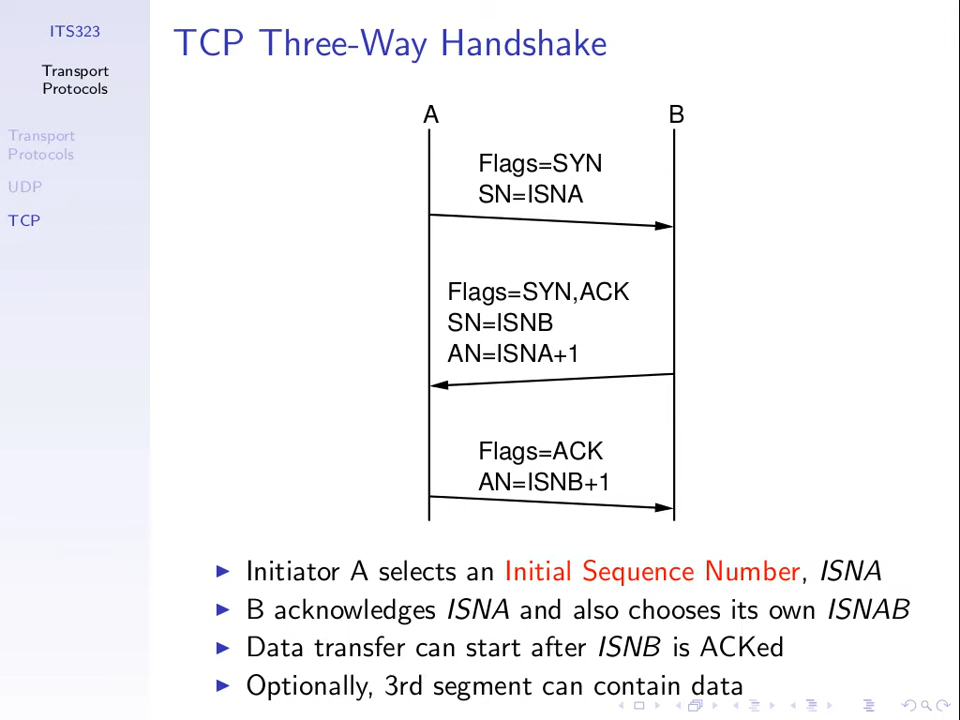 ITS323
Transport
Protocols
Transport
Protocols
UDP
TCP
TCP Three-Way Handshake
A
B
Flags=SYN
SN=ISNA
Flags=SYN,ACK
SN=ISNB
AN=ISNA+1
Flags=ACK
AN=ISNB+1
Initiator A selects an Initial Sequence Number, ISNA
B acknowledges ISNA and also chooses its own ISNAB
Data transfer can start after ISNB is ACKed
Optionally, 3rd segment can contain data